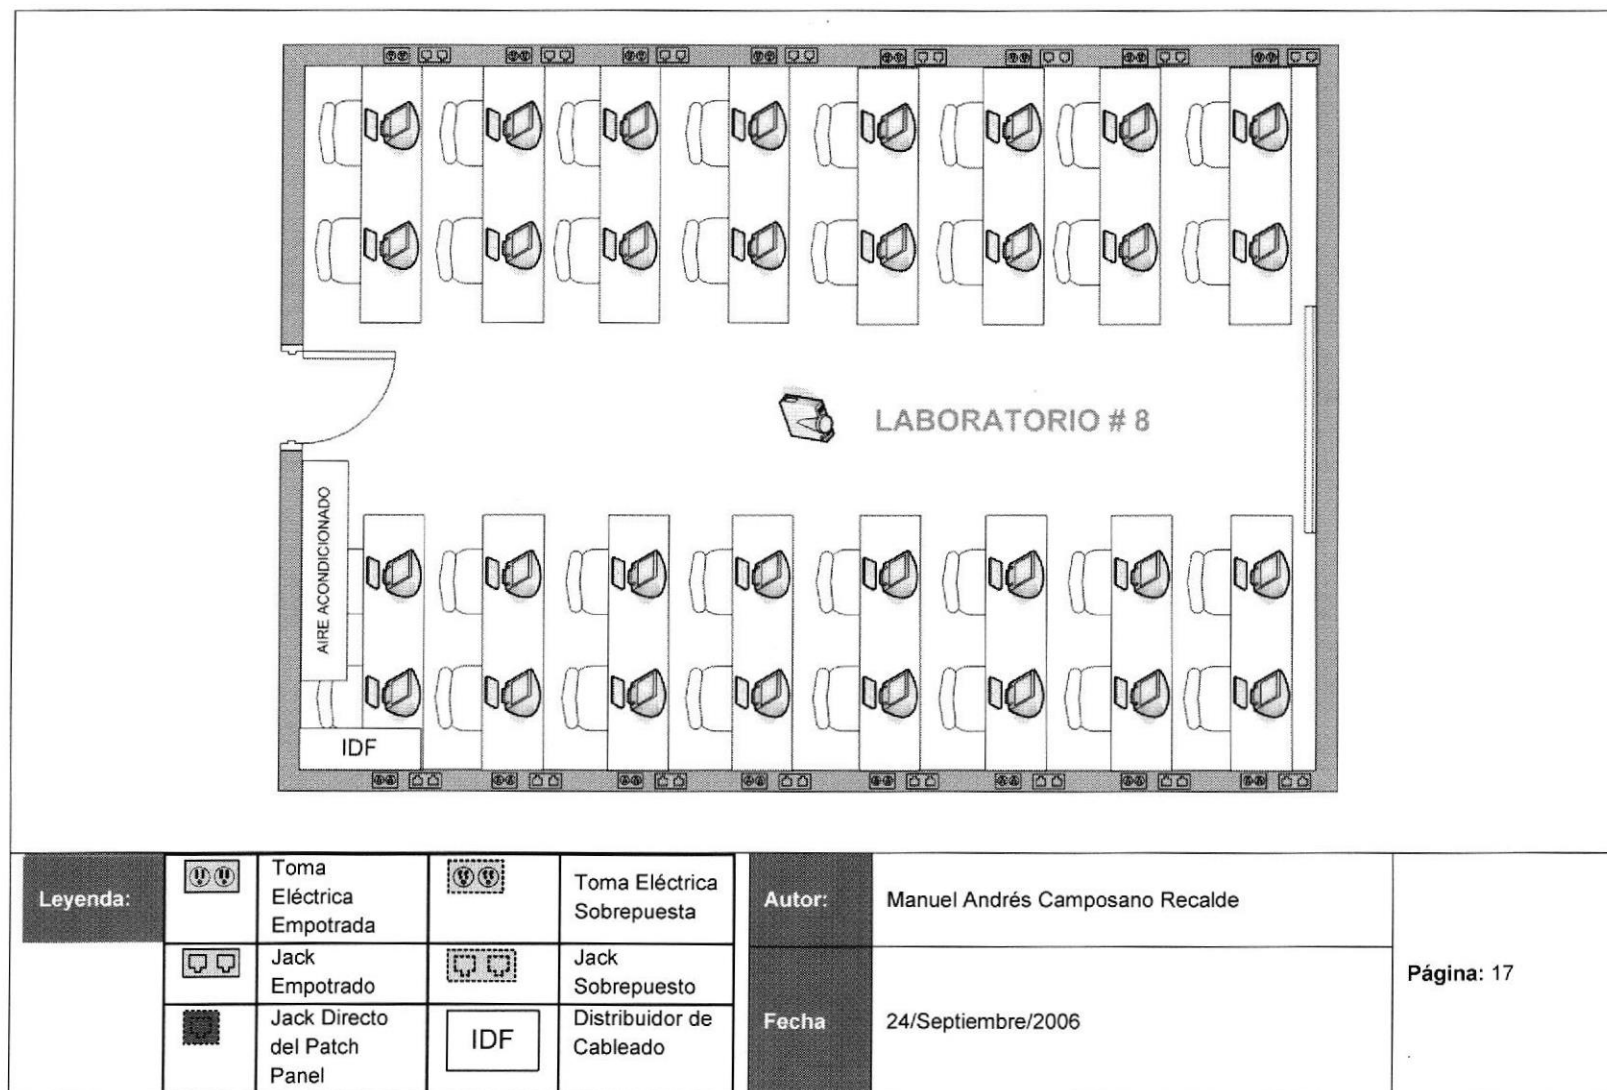 LABORATORIO # 8
AIRE ACONDICIONADO
IDF
Leyenda:
Toma
Eléctrica
Empotrada
Toma Eléctrica
Sobrepuesta
Jack
Empotrado
Jack
Sobrepuesto
Jack Directo
del Patch
Panel
IDF
Distribuidor de
Cableado
Autor:
Manuel Andrés Camposano Recalde
Fecha
24/Septiembre/2006
Página: 17